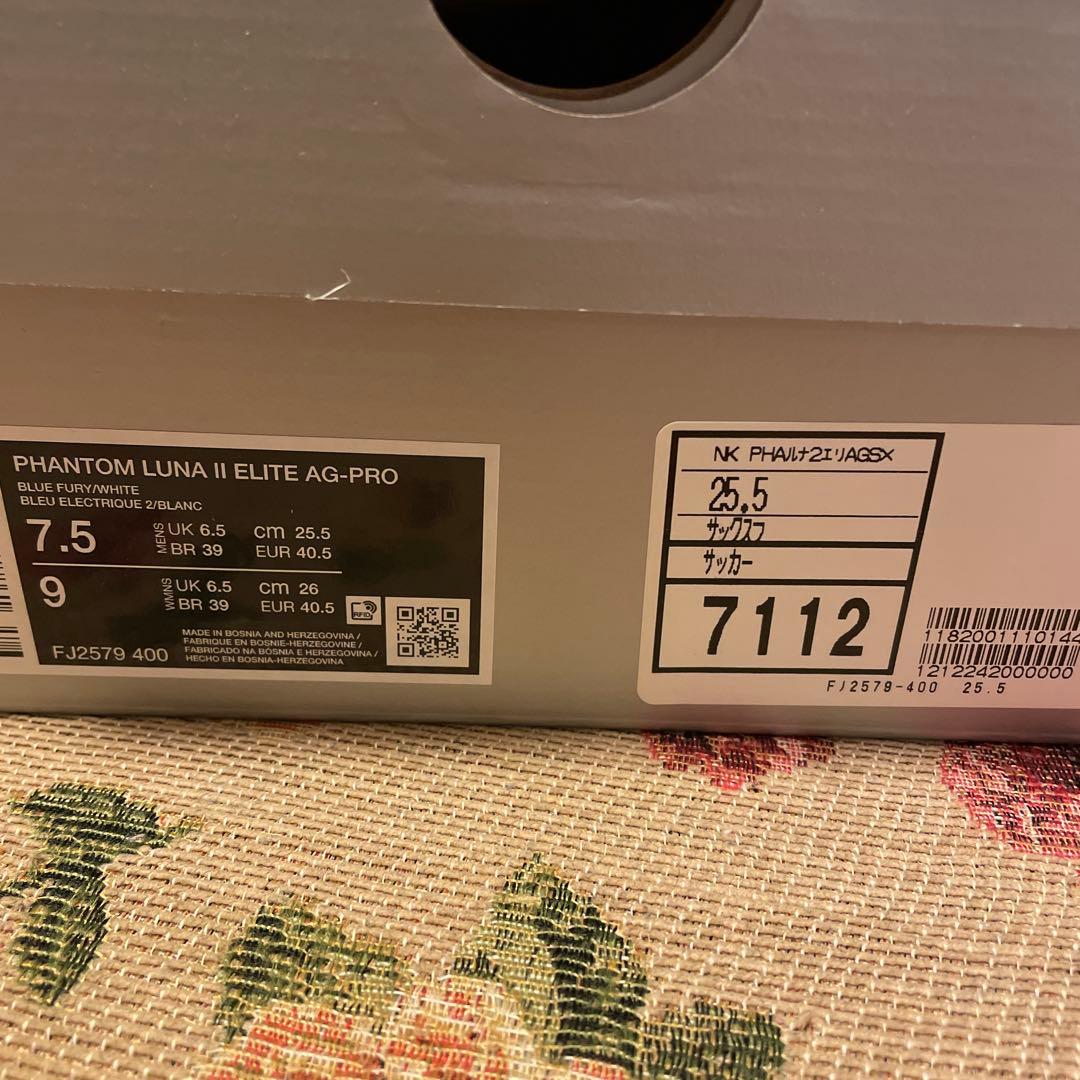 PHANTOM LUNA II ELITE AG-PRO
BLUE FURY/WHITE
BLEU ELECTRIQUE 2/BLANC
7.5
MENS
UK 6.5 cm 25.5
BR 39 EUR 40.5
9
WMNS
UK 6.5 cm 26
BR 39 EUR 40.5
RFID
FJ2579 400
MADE IN BOSNIA AND HERZEGOVINA /
FABRIQUE EN BOSNIE-HERZEGOVINE /
FABRICADO NA BÓSNIA E HERZEGOVINA /
HECHO EN BOSNIA-HERZEGOVINA
NK PHAルナ2エリAGSX
25.5
サックスフ
サッカー
7112
1182001110144
1212242000000
FJ2579-400 25.5